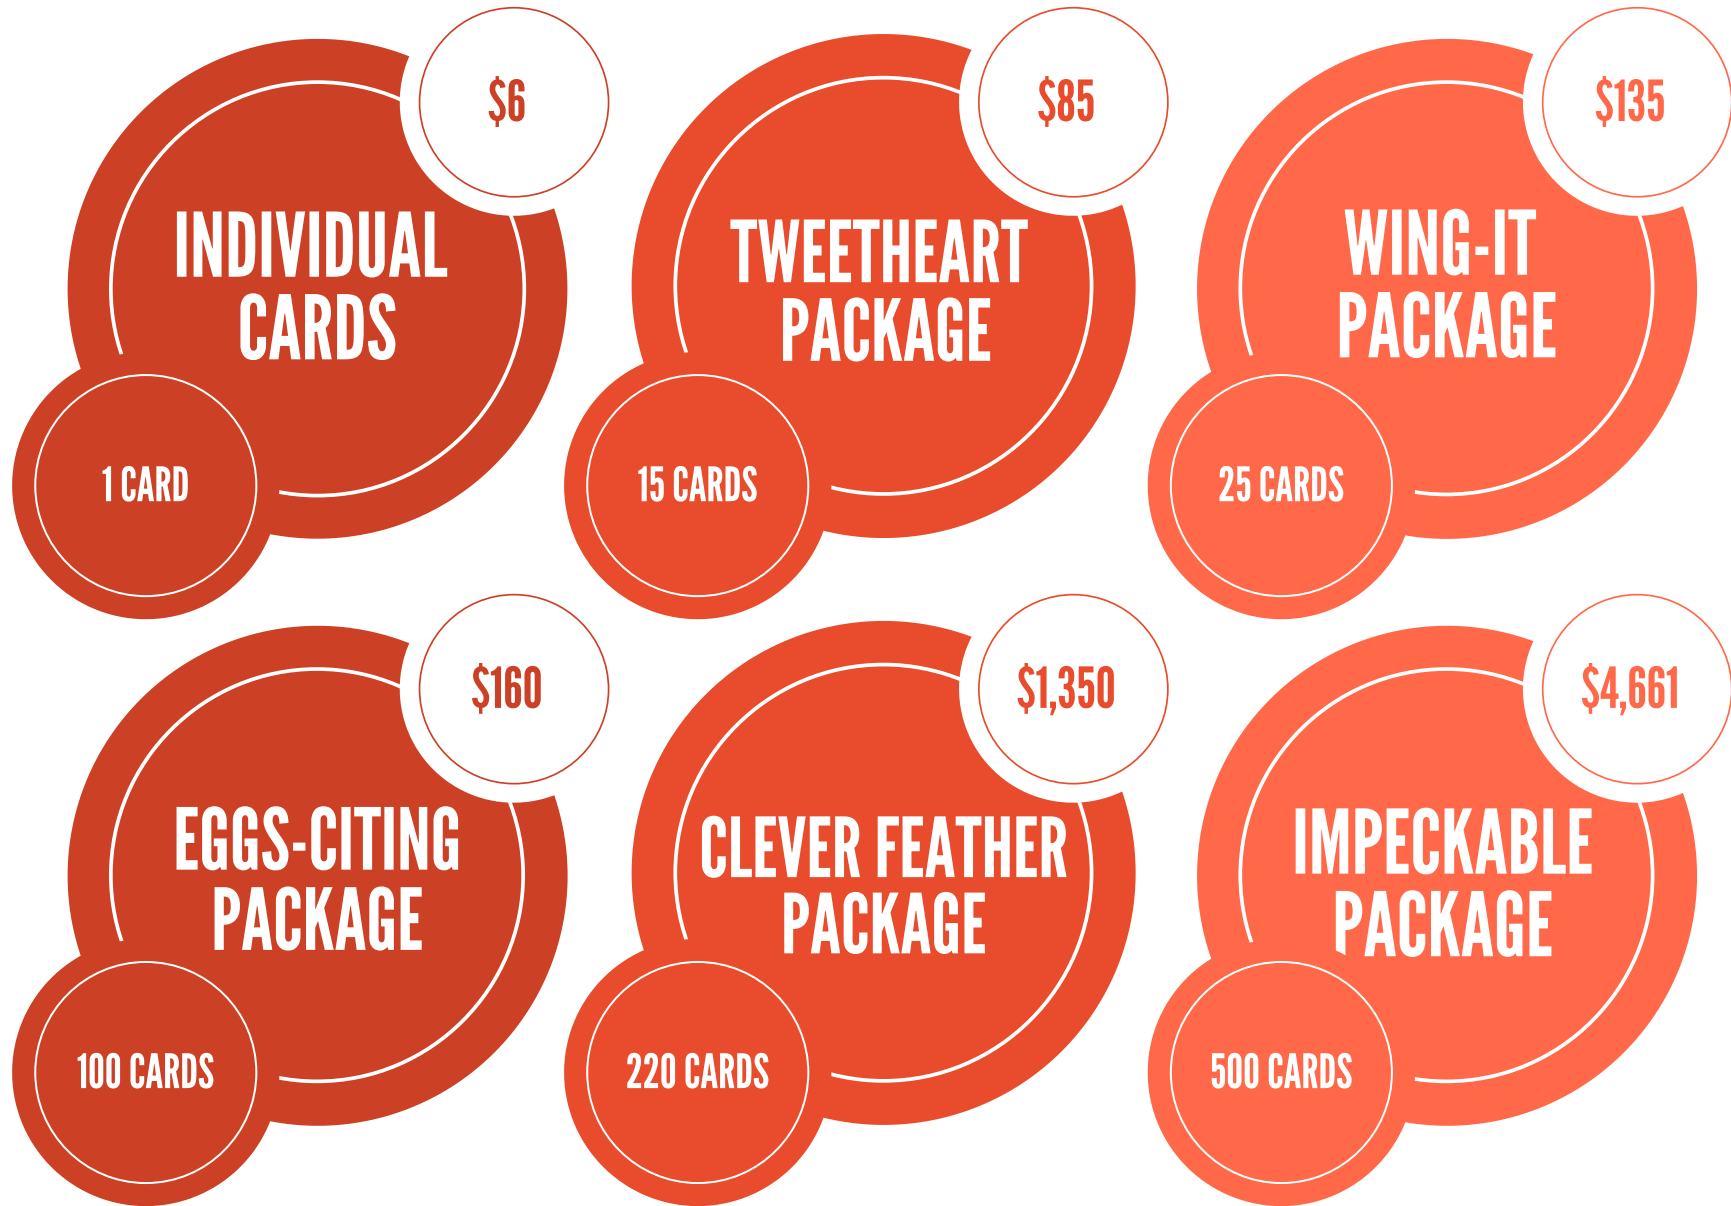 $6
INDIVIDUAL
CARDS
1 CARD
$85
TWEETHEART
PACKAGE
15 CARDS
$135
WING-IT
PACKAGE
25 CARDS
$160
EGGS-CITING
PACKAGE
100 CARDS
$1,350
CLEVER FEATHER
PACKAGE
220 CARDS
$4,661
IMPECKABLE
PACKAGE
500 CARDS